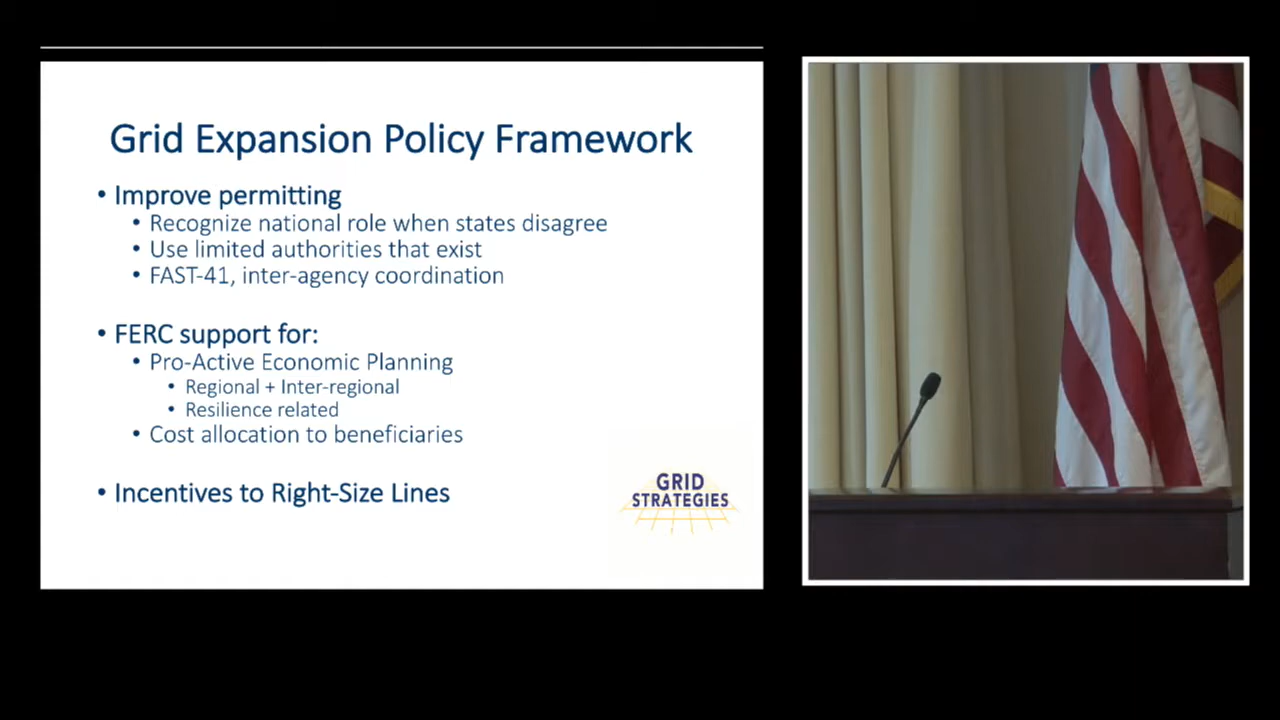 Grid Expansion Policy Framework
• Improve permitting
• Recognize national role when states disagree
• Use limited authorities that exist
• FAST-41, inter-agency coordination
• FERC support for:
• Pro-Active Economic Planning
• Regional + Inter-regional
• Resilience related
• Cost allocation to beneficiaries
• Incentives to Right-Size Lines
GRID
STRATEGIES